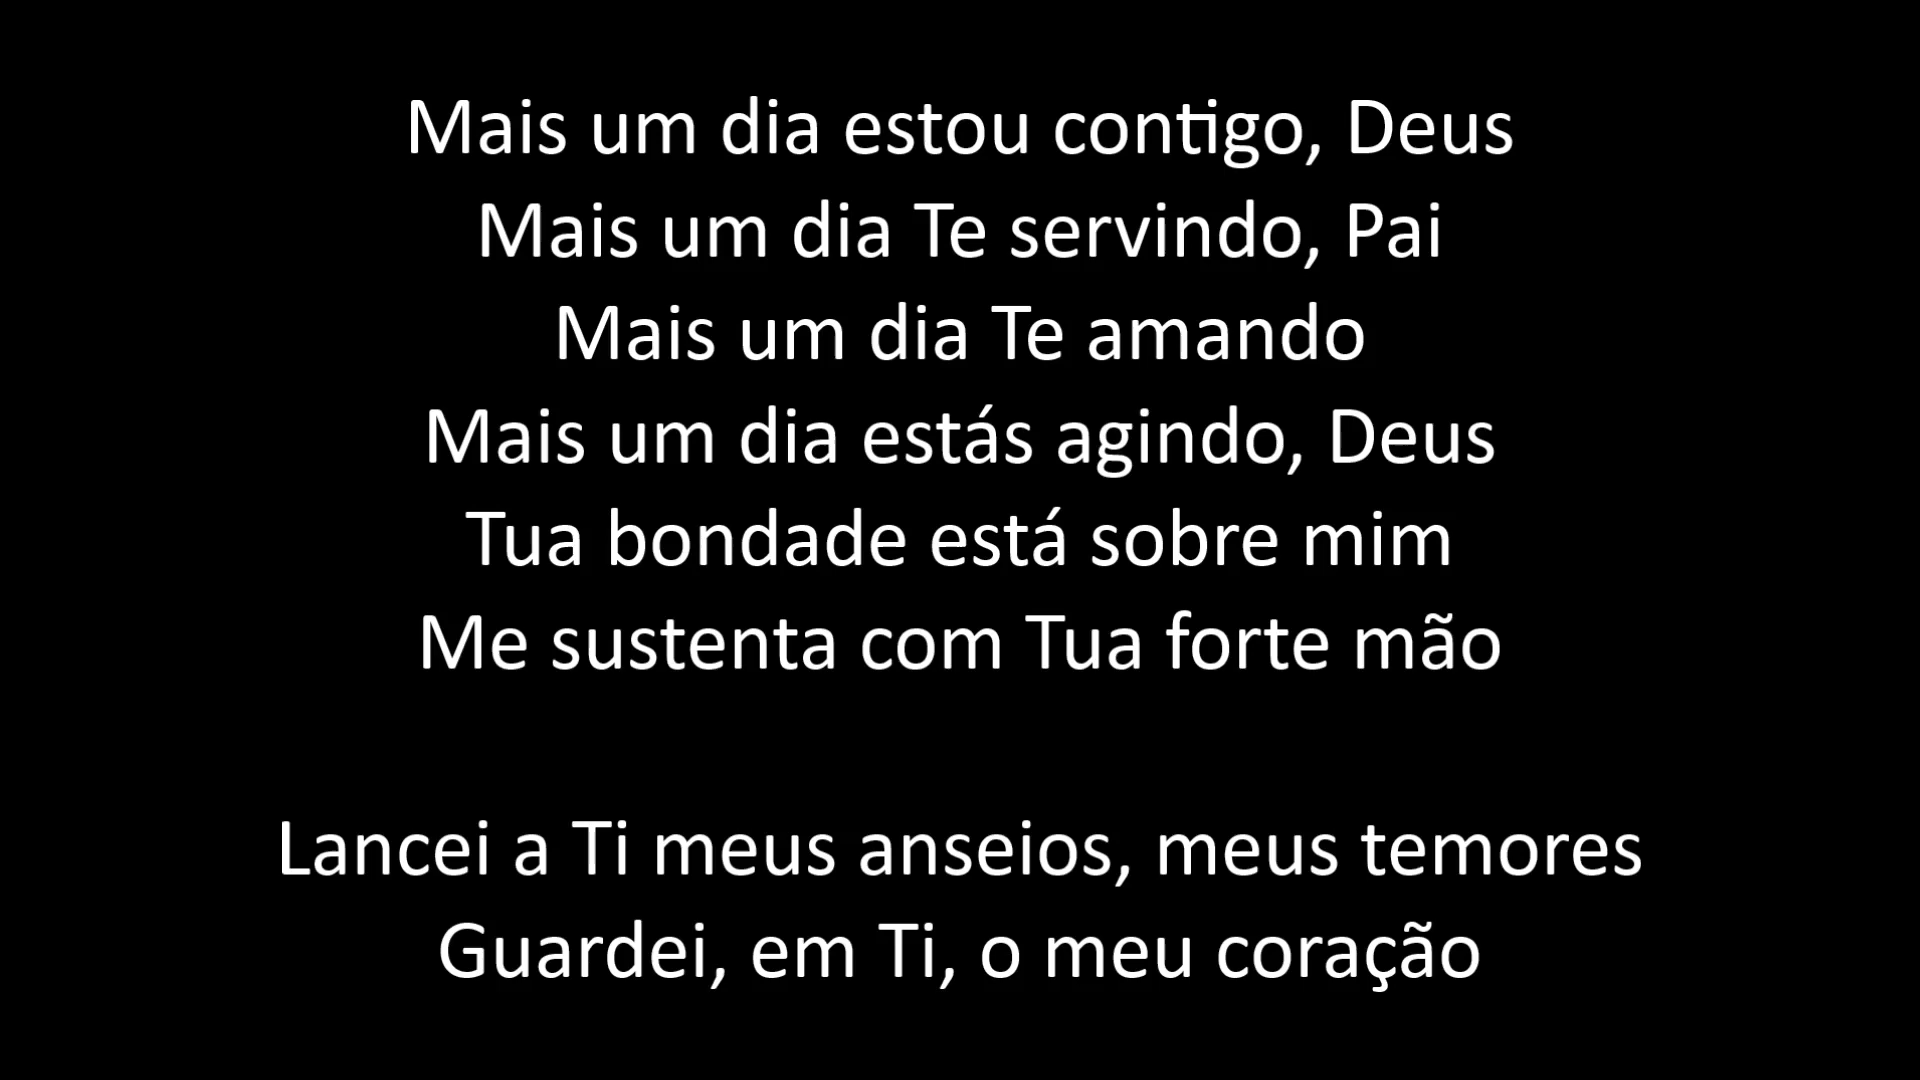 Mais um dia estou contigo, Deus
Mais um dia Te servindo, Pai
Mais um dia Te amando
Mais um dia estás agindo, Deus
Tua bondade está sobre mim
Me sustenta com Tua forte mão
Lancei a Ti meus anseios, meus temores
Guardei, em Ti, o meu coração